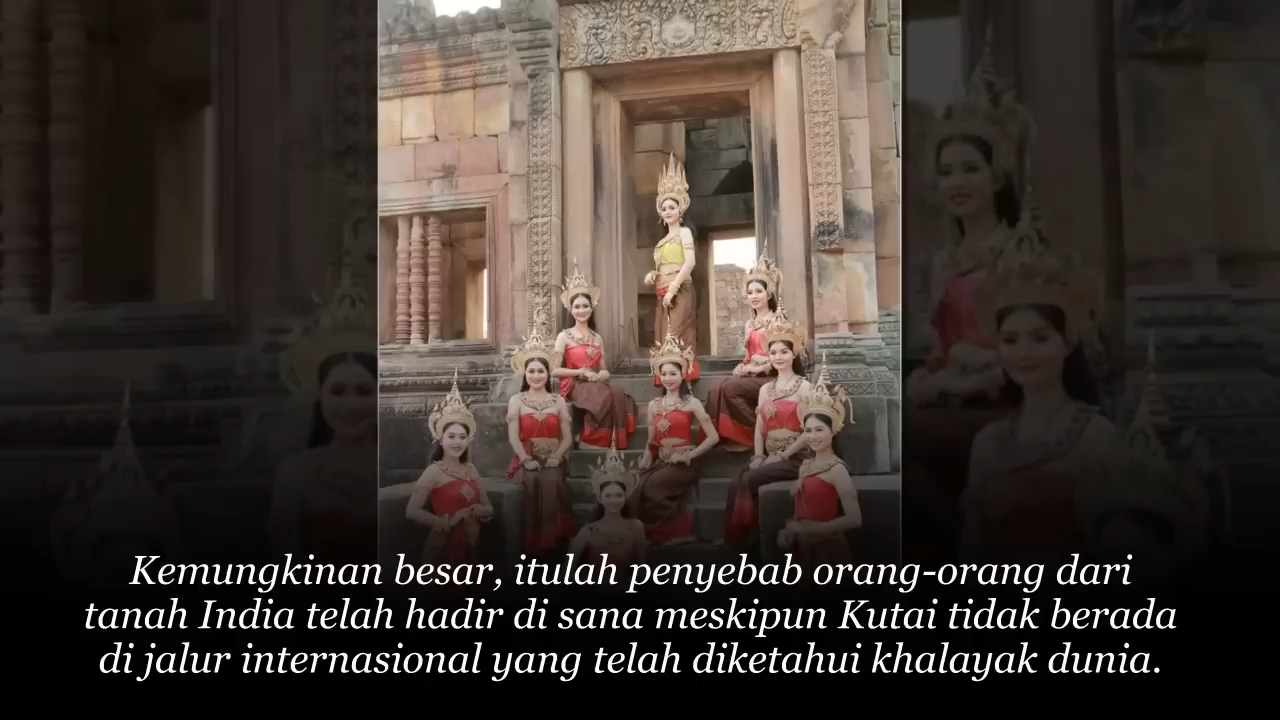 Kemungkinan besar, itulah penyebab orang-orang dari
tanah India telah hadir di sana meskipun Kutai tidak berada
di jalur internasional yang telah diketahui khalayak dunia.